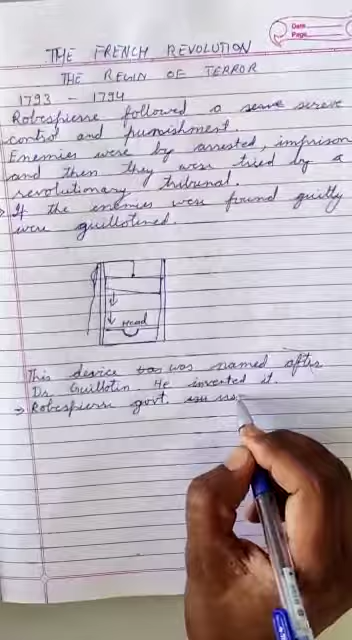 Date
Page
THE FRENCH REVOLUTION
THE REIGN OF TERROR
1793 - 1794
Robespierre followed a severe
control and punishment.
Enemies were by arrested, imprison
and then they were tried by a
revolutionary tribunal.
→ If the enemies were found guilty
were guillotined.
Head
This device was named after
Dr. Guillotin He invented it.
→ Robespierre govt.